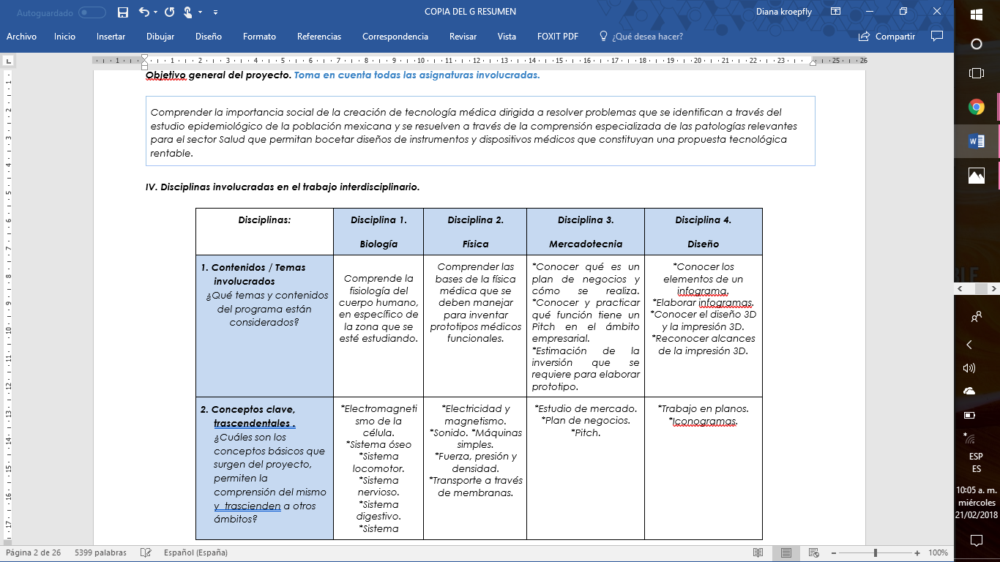 Autoguardado
COPIA DEL G RESUMEN
Diana kroepfly
Archivo Inicio Insertar Dibujar Diseño Formato Referencias Correspondencia Revisar Vista FOXIT PDF ¿Qué desea hacer? Compartir
Objetivo general del proyecto. Toma en cuenta todas las asignaturas involucradas.
Comprender la importancia social de la creación de tecnología médica dirigida a resolver problemas que se identifican a través del
estudio epidemiológico de la población mexicana y se resuelven a través de la comprensión especializada de las patologías relevantes
para el sector Salud que permitan bocetar diseños de instrumentos y dispositivos médicos que constituyan una propuesta tecnológica
rentable.
IV. Disciplinas involucradas en el trabajo interdisciplinario.
Disciplinas:
Disciplina 1.
Biología
Disciplina 2.
Física
Disciplina 3.
Mercadotecnia
Disciplina 4.
Diseño
1. Contenidos / Temas
involucrados
¿Qué temas y contenidos
del programa están
considerados?
Comprende la
fisiología del
cuerpo humano,
en específico de
la zona que se
esté estudiando.
Comprender las
bases de la física
médica que se
deben manejar
para inventar
prototipos médicos
funcionales.
*Conocer qué es un
plan de negocios y
cómo se realiza.
*Conocer y practicar
qué función tiene un
Pitch en el ámbito
empresarial.
*Estimación de la
inversión que se
requiere para elaborar
prototipo.
*Conocer los
elementos de un
infograma.
*Elaborar infogramas.
*Conocer el diseño 3D
y la impresión 3D.
*Reconocer alcances
de la impresión 3D.
2. Conceptos clave,
trascendentales .
¿Cuáles son los
conceptos básicos que
surgen del proyecto,
permiten la
comprensión del mismo
y trascienden a otros
ámbitos?
*Electromagneti
smo de la
célula.
*Sistema óseo
*Sistema
locomotor.
*Sistema
nervioso.
*Sistema
digestivo.
*Sistema
*Electricidad y
magnetismo.
*Sonido. *Máquinas
simples.
*Fuerza, presión y
densidad.
*Transporte a través
de membranas.
*Estudio de mercado.
*Plan de negocios.
*Pitch.
*Trabajo en planos.
*Iconogramas.
Página 2 de 26 5399 palabras Español (España) 100%
ESP
ES
10:05 a. m.
miércoles
21/02/2018